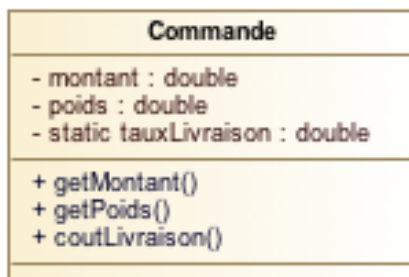 Commande
- montant : double
- poids : double
- static tauxLivraison : double
+ getMontant()
+ getPoids()
+ coutLivraison()